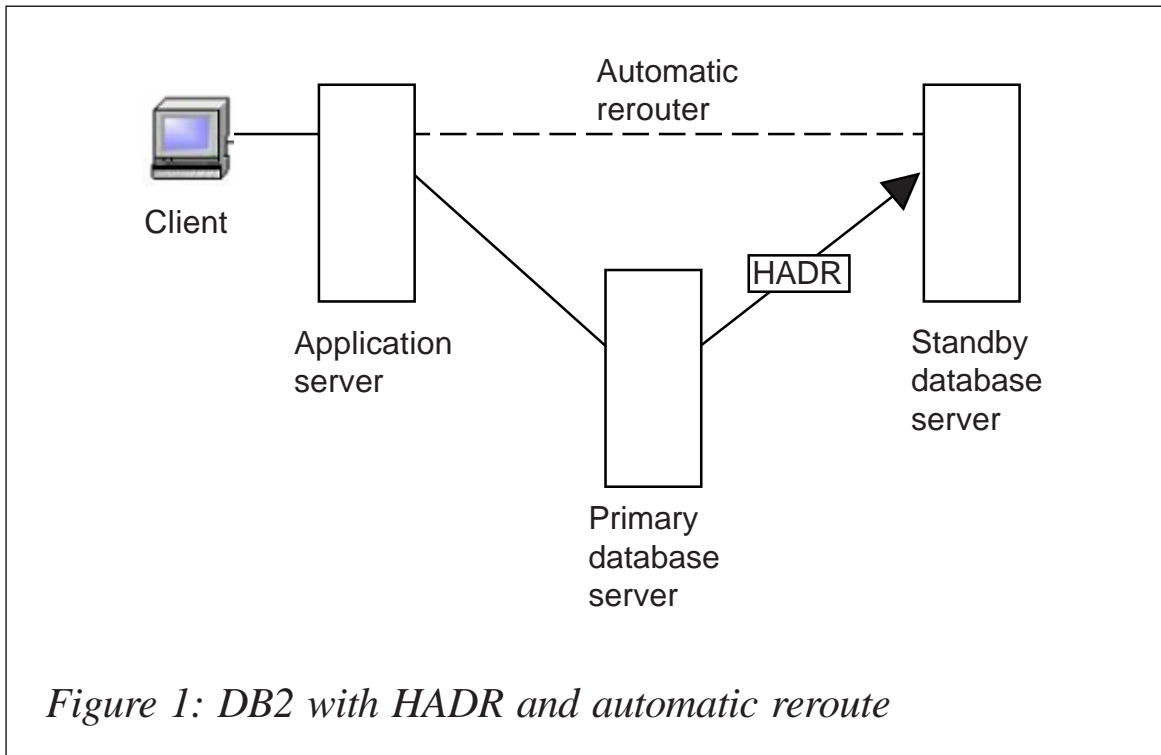 Automatic
rerouter
Client
HADR
Application
server
Standby
database
server
Primary
database
server
Figure 1: DB2 with HADR and automatic reroute